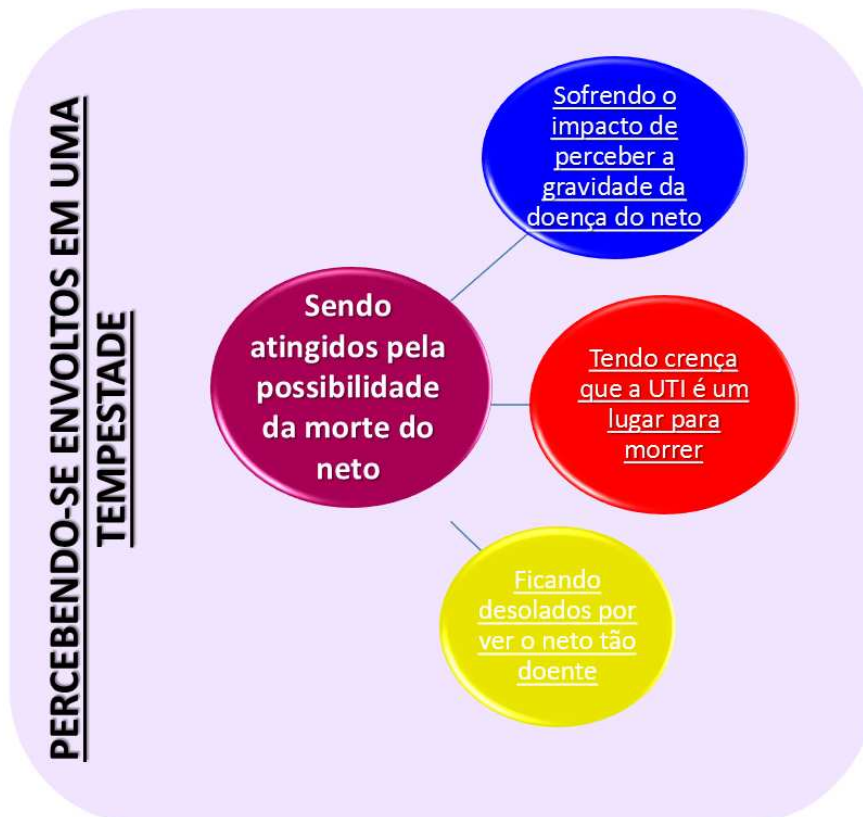 PERCEBENDO-SE ENVOLTOS EM UMA
TEMPESTADE
Sofrendo o
impacto de
perceber a
gravidade da
doença do neto
Sendo
atingidos pela
possibilidade
da morte do
neto
Tendo crença
que a UTI é um
lugar para
morrer
Ficando
desolados por
ver o neto tão
doente